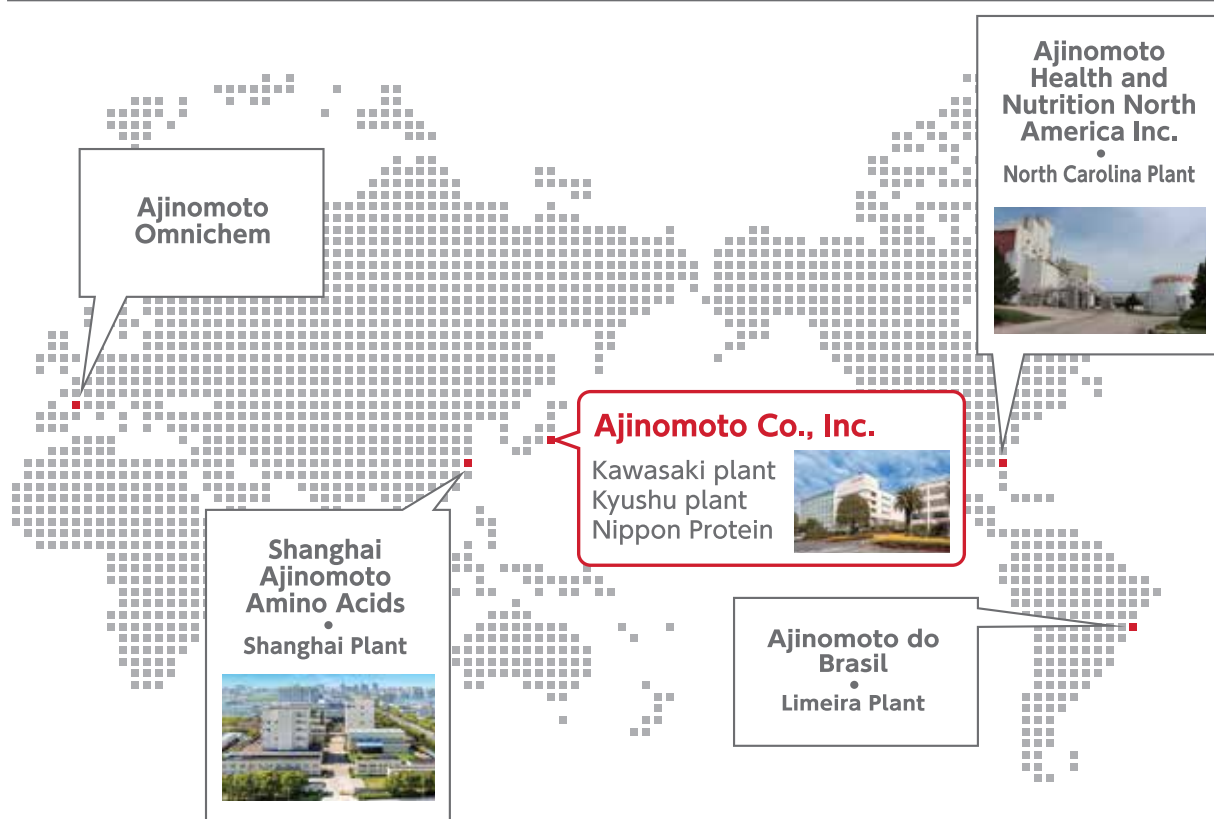 Ajinomoto
Health and
Nutrition North
America Inc.
•
North Carolina Plant
Ajinomoto
Omnichem
Ajinomoto Co., Inc.
Kawasaki plant
Kyushu plant
Nippon Protein
Shanghai
Ajinomoto
Amino Acids
•
Shanghai Plant
Ajinomoto do
Brasil
•
Limeira Plant